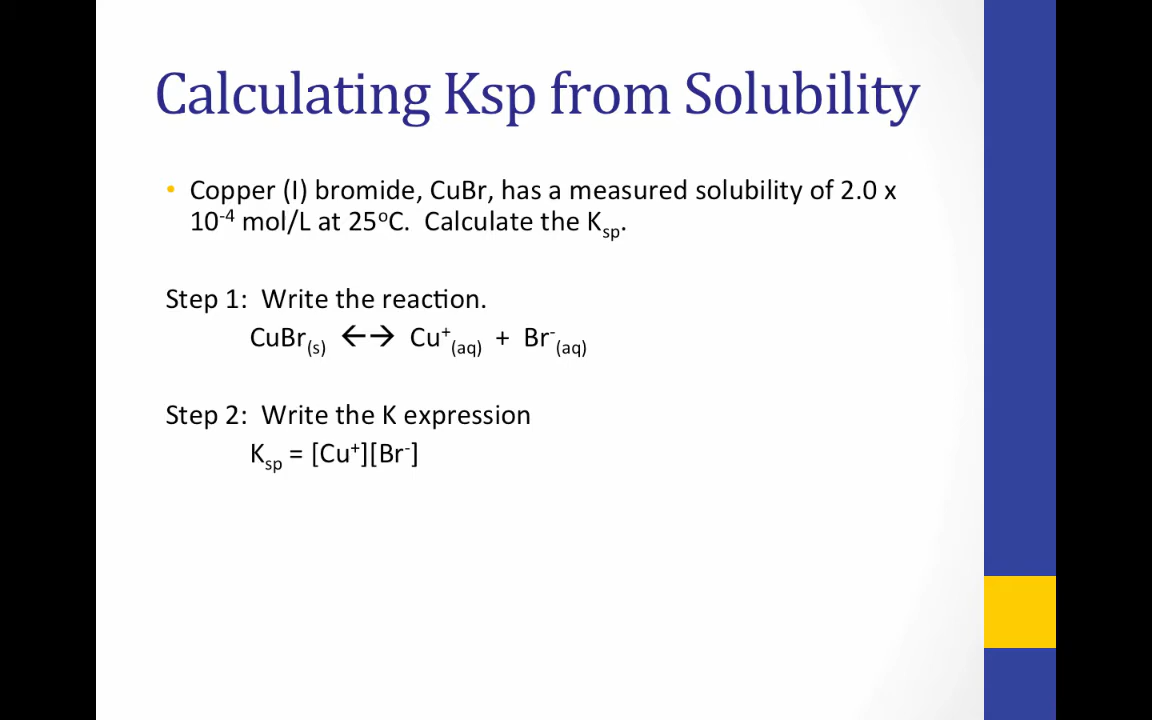 Calculating Ksp from Solubility
• Copper (I) bromide, CuBr, has a measured solubility of 2.0 x
10⁻⁴ mol/L at 25ᵒC.  Calculate the Kₛₚ.
Step 1:  Write the reaction.
CuBr₍ₛ₎ ←→ Cu⁺(aq) + Br⁻(aq)
Step 2:  Write the K expression
Kₛₚ = [Cu⁺][Br⁻]